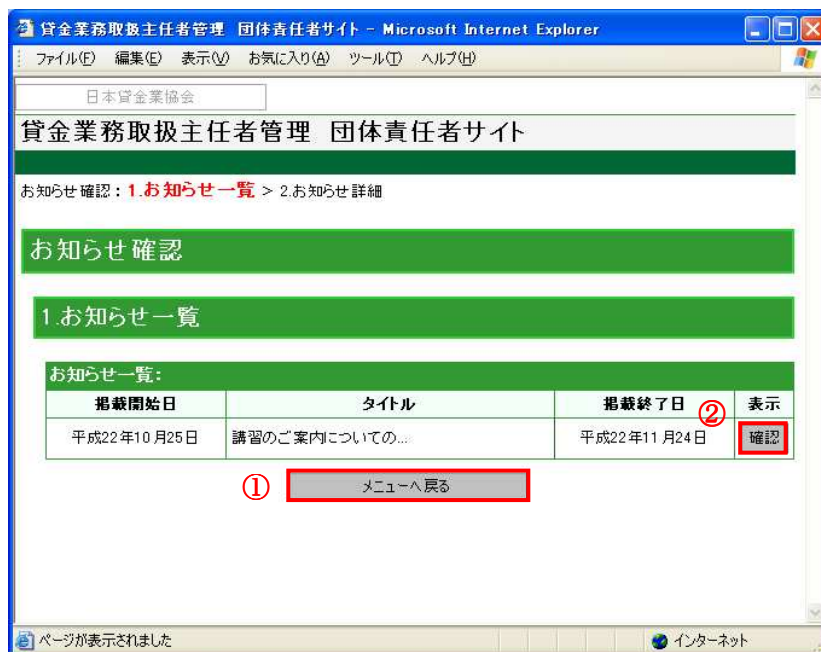 貸金業務取扱主任者管理 団体責任者サイト - Microsoft Internet Explorer
ファイル(F) 編集(E) 表示(V) お気に入り(A) ツール(T) ヘルプ(H)
日本貸金業協会
貸金業務取扱主任者管理 団体責任者サイト
お知らせ確認：1.お知らせ一覧 > 2.お知らせ詳細
お知らせ確認
1.お知らせ一覧
お知らせ一覧:
掲載開始日 タイトル 掲載終了日 ② 表示
平成22年10月25日 講習のご案内についての... 平成22年11月24日 確認
① メニューへ戻る
ページが表示されました インターネット